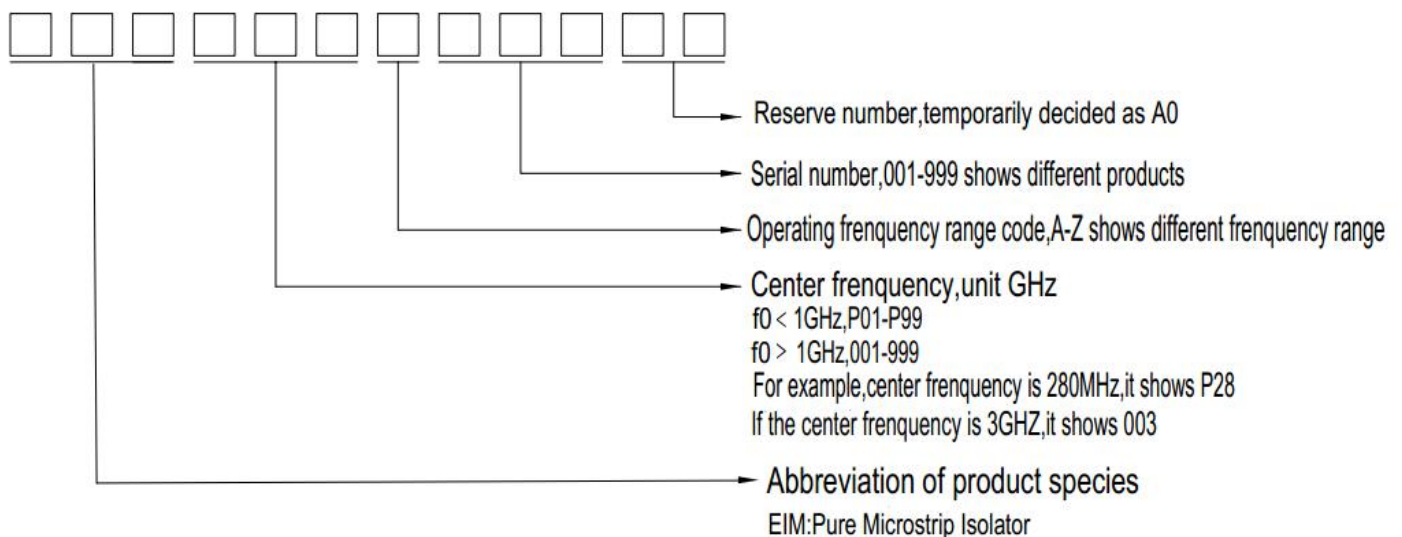 Reserve number,temporarily decided as A0
Serial number,001-999 shows different products
Operating frenquency range code,A-Z shows different frenquency range
Center frenquency,unit GHz
f0< 1GHz,P01-P99
f0> 1GHz,001-999
For example,center frenquency is 280MHz,it shows P28
If the center frenquency is 3GHZ,it shows 003
Abbreviation of product species
EIM:Pure Microstrip Isolator